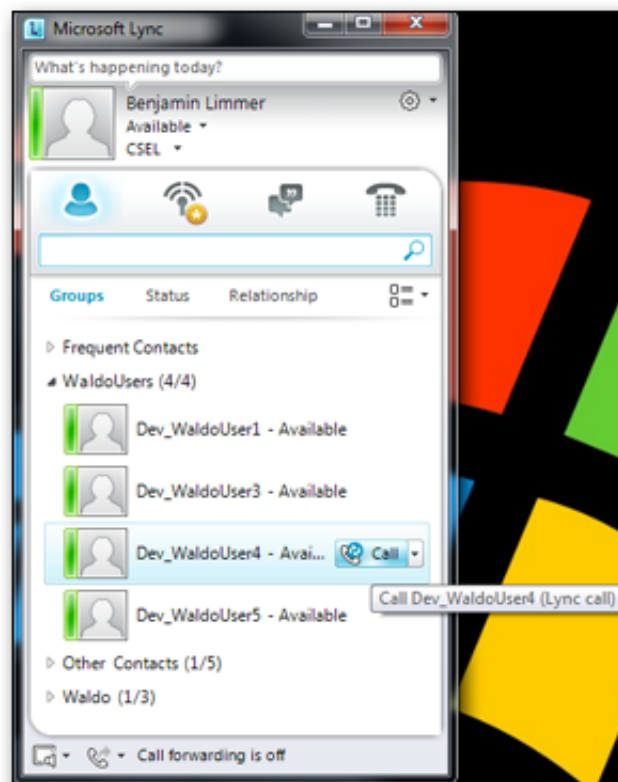 Microsoft Lync
What's happening today?
Benjamin Limmer
Available
CSEL
Groups Status Relationship
Frequent Contacts
WaldoUsers (4/4)
Dev_WaldoUser1 - Available
Dev_WaldoUser3 - Available
Dev_WaldoUser4 - Avai... Call
Call Dev_WaldoUser4 (Lync call)
Dev_WaldoUser5 - Available
Other Contacts (1/5)
Waldo (1/3)
Call forwarding is off